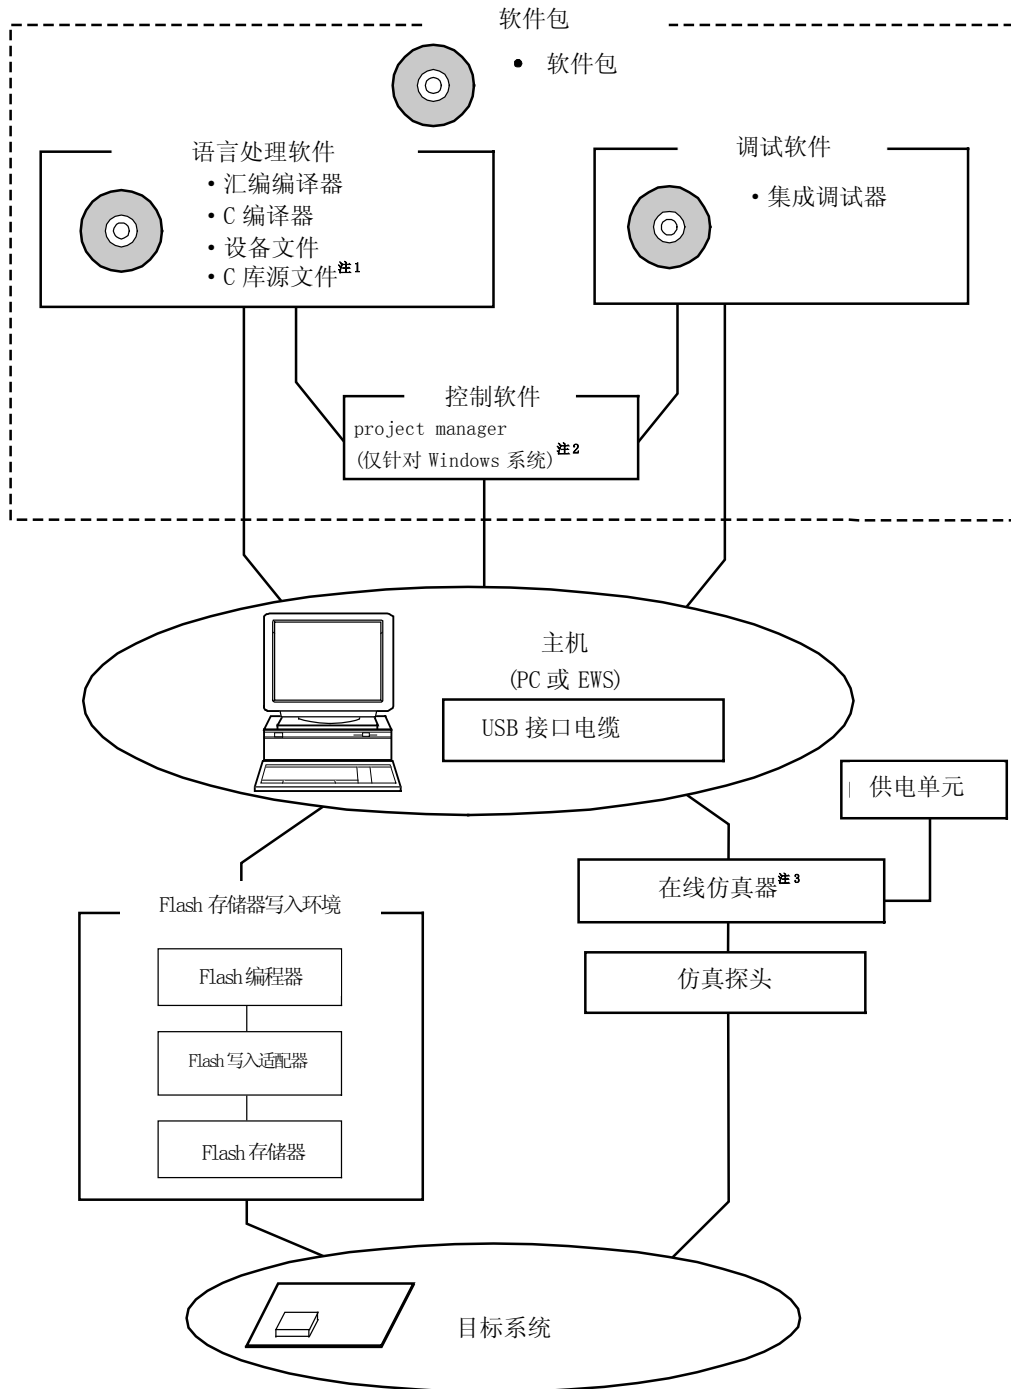 软件包
• 软件包
语言处理软件
·汇编编译器
·C 编译器
·设备文件
·C 库源文件注1
调试软件
·集成调试器
控制软件
project manager
(仅针对 Windows 系统)注2
主机
(PC 或 EWS)
USB 接口电缆
供电单元
在线仿真器注3
仿真探头
Flash 存储器写入环境
Flash 编程器
Flash 写入适配器
Flash 存储器
目标系统